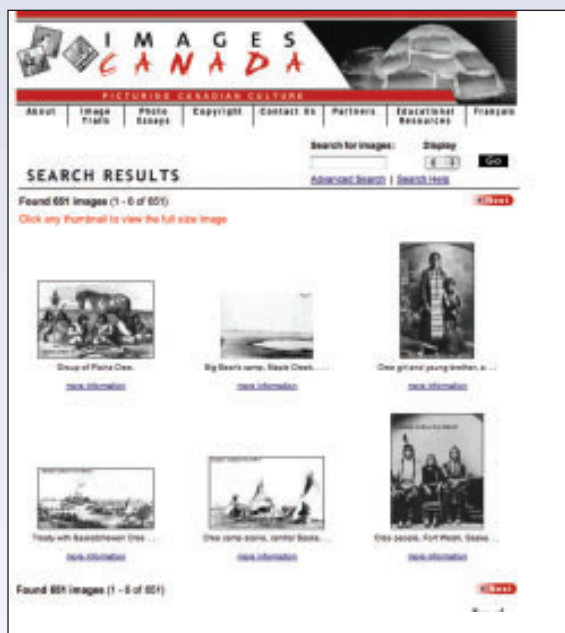 IMAGES
CANADA
PICTURING CANADIAN CULTURE
About | Image Trails | Photo Essays | Copyright | Contact Us | Partners | Educational Resources | Français
Search for images: Display
SEARCH RESULTS
Go
Advanced Search | Search Help
Found 651 images (1 - 6 of 651)
Next
Click any thumbnail to view the full size image
Group of Plains Cree.
Big Bear's camp, Maple Creek. ...
Cree girl and young brother, a ...
more information
more information
more information
Treaty with Saskatchewan Cree ...
Cree camp scene, central Saska...
Cree people, Fort Walsh, Saska...
more information
more information
more information
Found 651 images (1 - 6 of 651)
Next